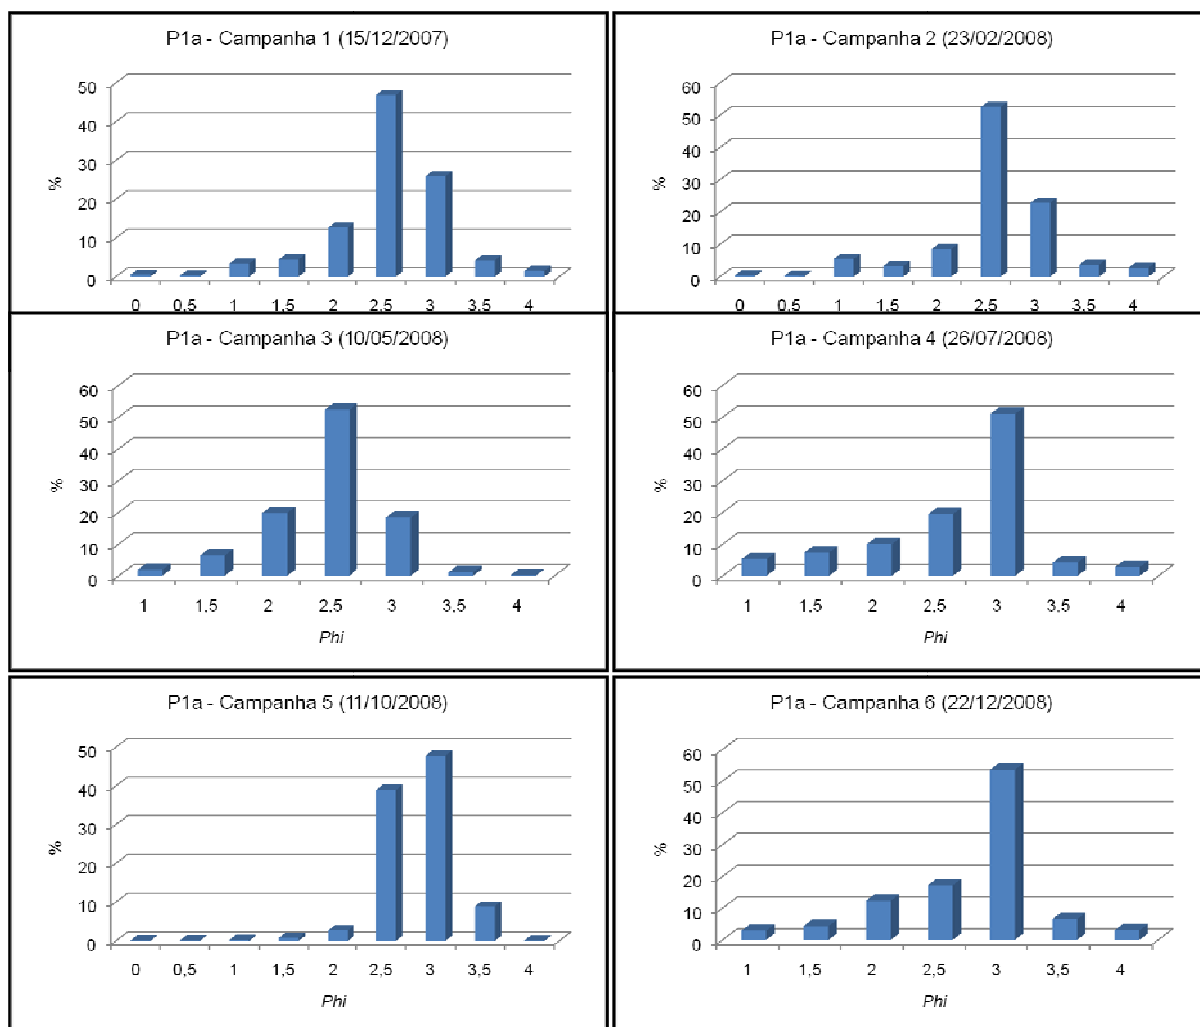 P1a - Campanha 1 (15/12/2007)
50
40
30
20
10
0
%
0 0,5 1 1,5 2 2,5 3 3,5 4
P1a - Campanha 2 (23/02/2008)
60
50
40
30
20
10
0
%
0 0,5 1 1,5 2 2,5 3 3,5 4
P1a - Campanha 3 (10/05/2008)
60
50
40
30
20
10
0
%
1 1,5 2 2,5 3 3,5 4
Phi
P1a - Campanha 4 (26/07/2008)
60
50
40
30
20
10
0
%
1 1,5 2 2,5 3 3,5 4
Phi
P1a - Campanha 5 (11/10/2008)
50
40
30
20
10
0
%
0 0,5 1 1,5 2 2,5 3 3,5 4
Phi
P1a - Campanha 6 (22/12/2008)
60
50
40
30
20
10
0
%
1 1,5 2 2,5 3 3,5 4
Phi